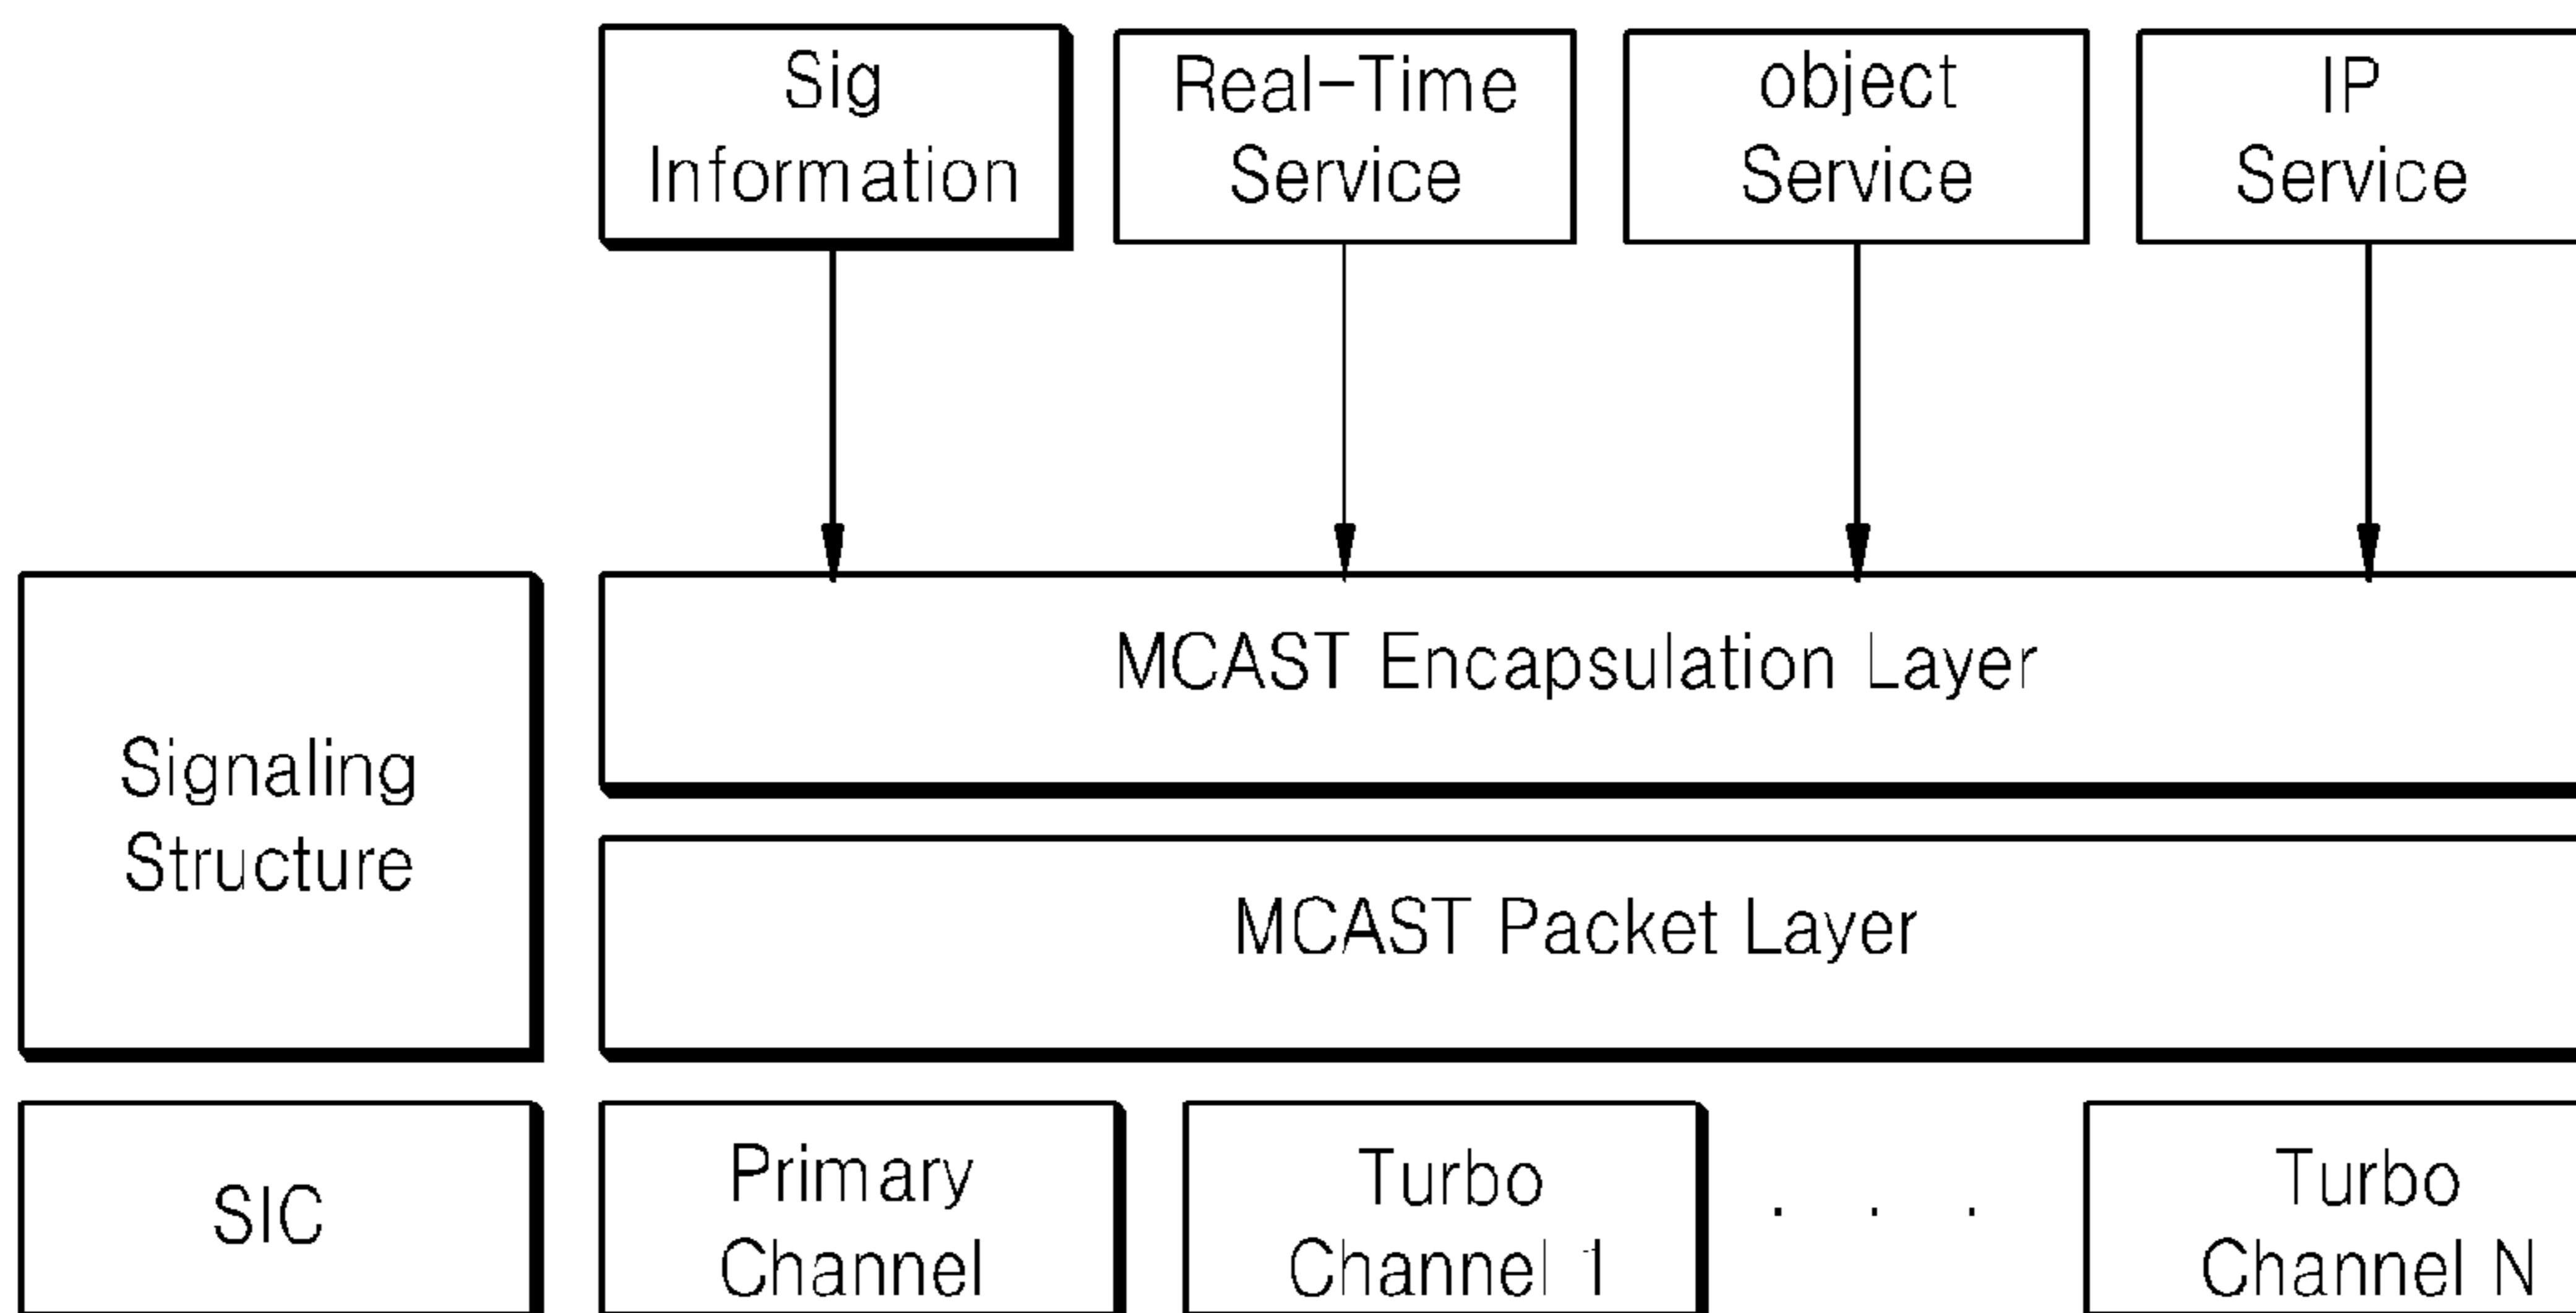 Sig
Information
Real-Time
Service
object
Service
IP
Service
MCAST Encapsulation Layer
Signaling
Structure
MCAST Packet Layer
SIC
Primary
Channel
Turbo
Channel 1
. . .
Turbo
Channel N